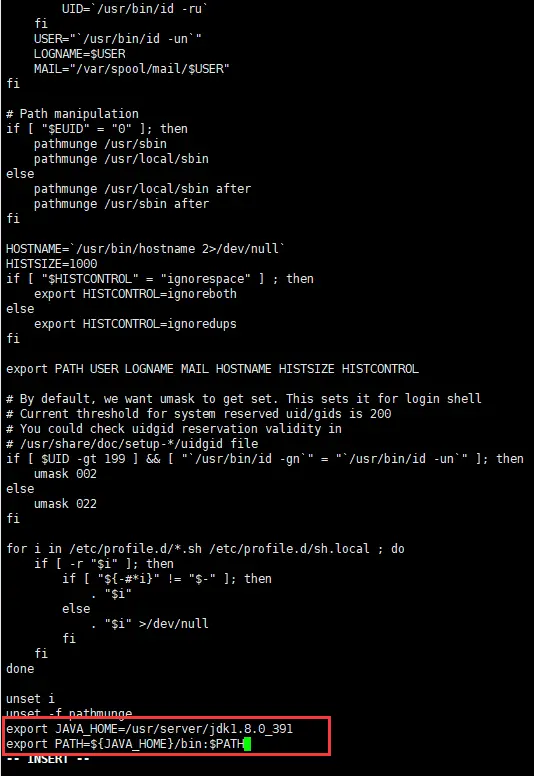 UID=`/usr/bin/id -ru`
    fi
    USER="`/usr/bin/id -un`"
    LOGNAME=$USER
    MAIL="/var/spool/mail/$USER"
fi

# Path manipulation
if [ "$EUID" = "0" ]; then
    pathmunge /usr/sbin
    pathmunge /usr/local/sbin
else
    pathmunge /usr/local/sbin after
    pathmunge /usr/sbin after
fi

HOSTNAME=`/usr/bin/hostname 2>/dev/null`
HISTSIZE=1000
if [ "$HISTCONTROL" = "ignorespace" ] ; then
    export HISTCONTROL=ignoreboth
else
    export HISTCONTROL=ignoredups
fi

export PATH USER LOGNAME MAIL HOSTNAME HISTSIZE HISTCONTROL

# By default, we want umask to get set. This sets it for login shell
# Current threshold for system reserved uid/gids is 200
# You could check uidgid reservation validity in
# /usr/share/doc/setup-*/uidgid file
if [ $UID -gt 199 ] && [ "`/usr/bin/id -gn`" = "`/usr/bin/id -un`" ]; then
    umask 002
else
    umask 022
fi

for i in /etc/profile.d/*.sh /etc/profile.d/sh.local ; do
    if [ -r "$i" ]; then
        if [ "${-#*i}" != "$-" ]; then
            . "$i"
        else
            . "$i" >/dev/null
        fi
    fi
done

unset i
unset -f pathmunge
export JAVA_HOME=/usr/server/jdk1.8.0_391
export PATH=${JAVA_HOME}/bin:$PATH
-- INSERT --